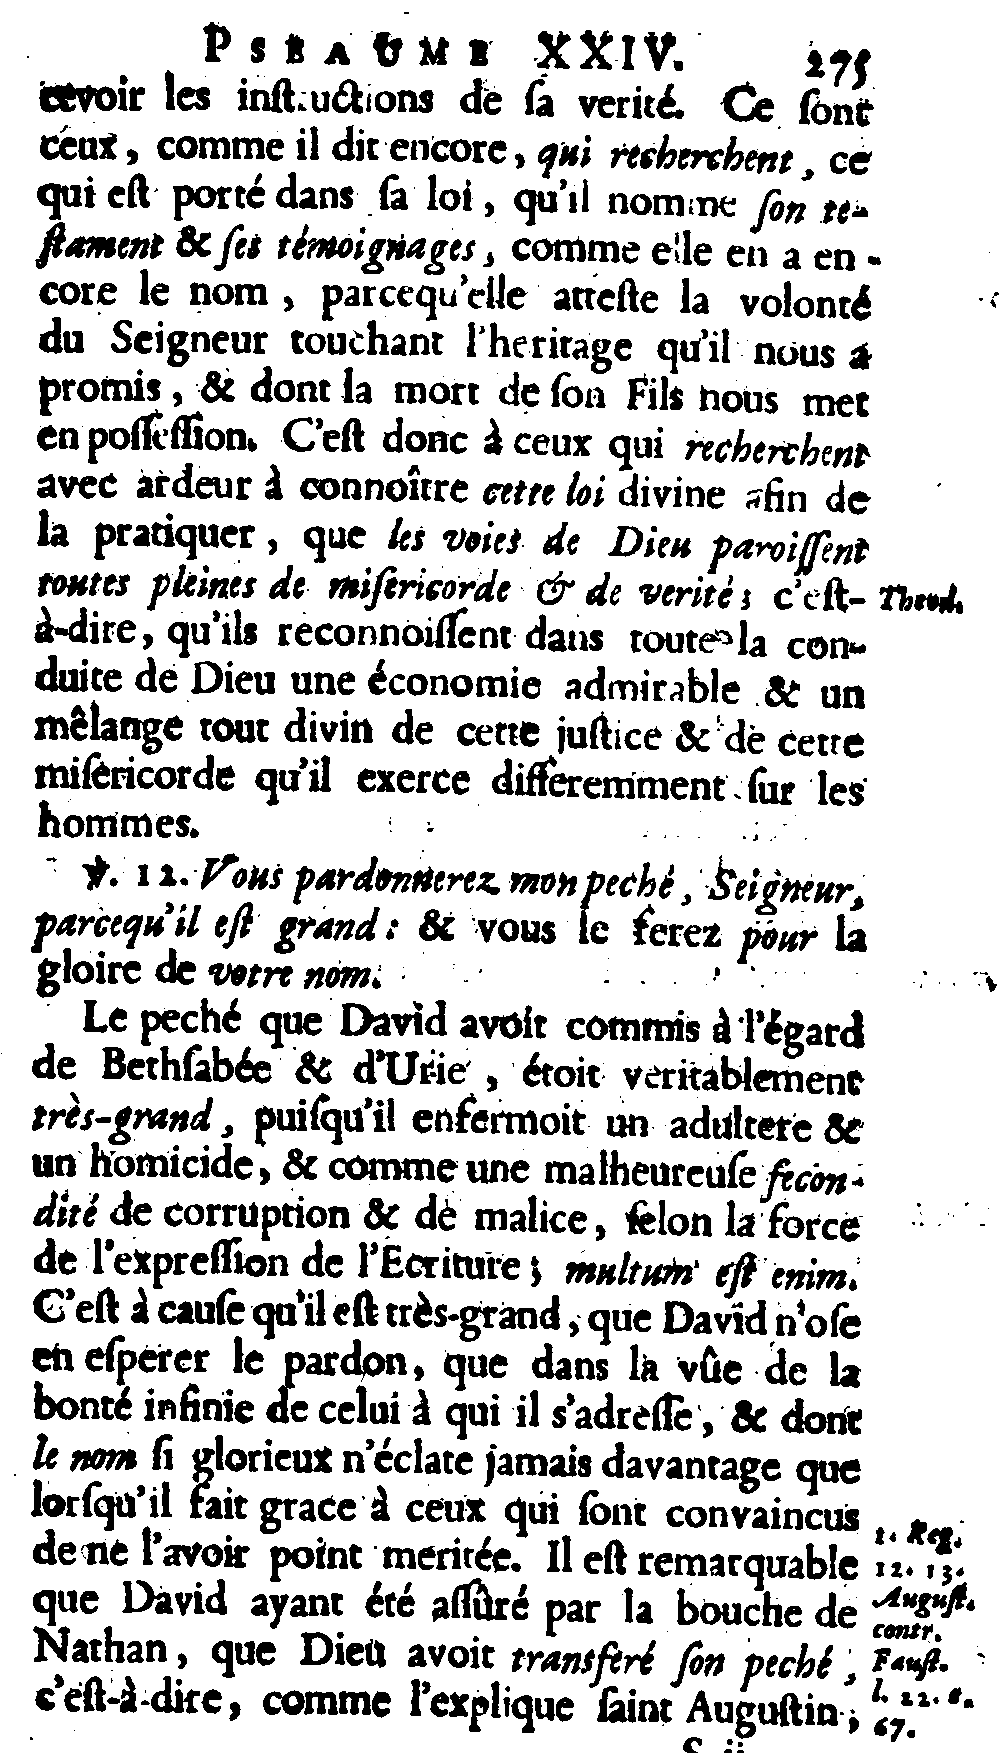 PSEAUME XXIV. 275
cevoir les inſtructions de ſa verité. Ce ſont
ceux, comme il dit encore, qui recherchent, ce
qui eſt porté dans ſa loi, qu'il nomme ſon te-
ſtament & ſes témoignages, comme elle en a en-
core le nom, parcequ'elle atteſte la volonté
du Seigneur touchant l'heritage qu'il nous a
promis, & dont la mort de ſon Fils nous met
en poſſeſſion. C'eſt donc à ceux qui recherchent
avec ardeur à connoître cette loi divine afin de
la pratiquer, que les voies de Dieu paroiſſent
toutes pleines de miſericorde & de verité; c'eſt- Theod.
à-dire, qu'ils reconnoiſſent dans toute la con-
duite de Dieu une économie admirable & un
mêlange tout divin de cette juſtice & de cette
miſericorde qu'il exerce differemment ſur les
hommes.
℣. 12. Vous pardonnerez mon peché, Seigneur,
parcequ'il eſt grand: & vous le ferez pour la
gloire de votre nom.
Le peché que David avoit commis à l'égard
de Bethſabée & d'Urie, étoit veritablement
très-grand, puiſqu'il enfermoit un adultere &
un homicide, & comme une malheureuſe fecon-
dité de corruption & de malice, ſelon la force
de l'expreſſion de l'Ecriture; multum eſt enim.
C'eſt à cauſe qu'il eſt très-grand, que David n'oſe
en eſperer le pardon, que dans la vûe de la
bonté infinie de celui à qui il s'adreſſe, & dont
le nom ſi glorieux n'éclate jamais davantage que
lorſqu'il fait grace à ceux qui ſont convaincus
de ne l'avoir point meritée. Il eſt remarquable
que David ayant été aſſûré par la bouche de
Nathan, que Dieu avoit transferé ſon peché,
c'eſt-à-dire, comme l'explique ſaint Auguſtin,
1. Reg.
12. 13.
Auguſt.
contr.
Fauſt.
l. 22. c.
67.
S ij